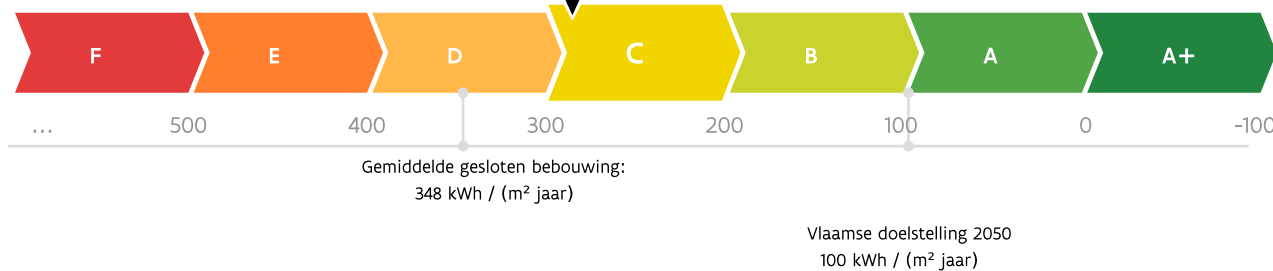 F E D C B A A+
... 500 400 300 200 100 0 -100
Gemiddelde gesloten bebouwing:
348 kWh / (m² jaar)
Vlaamse doelstelling 2050
100 kWh / (m² jaar)